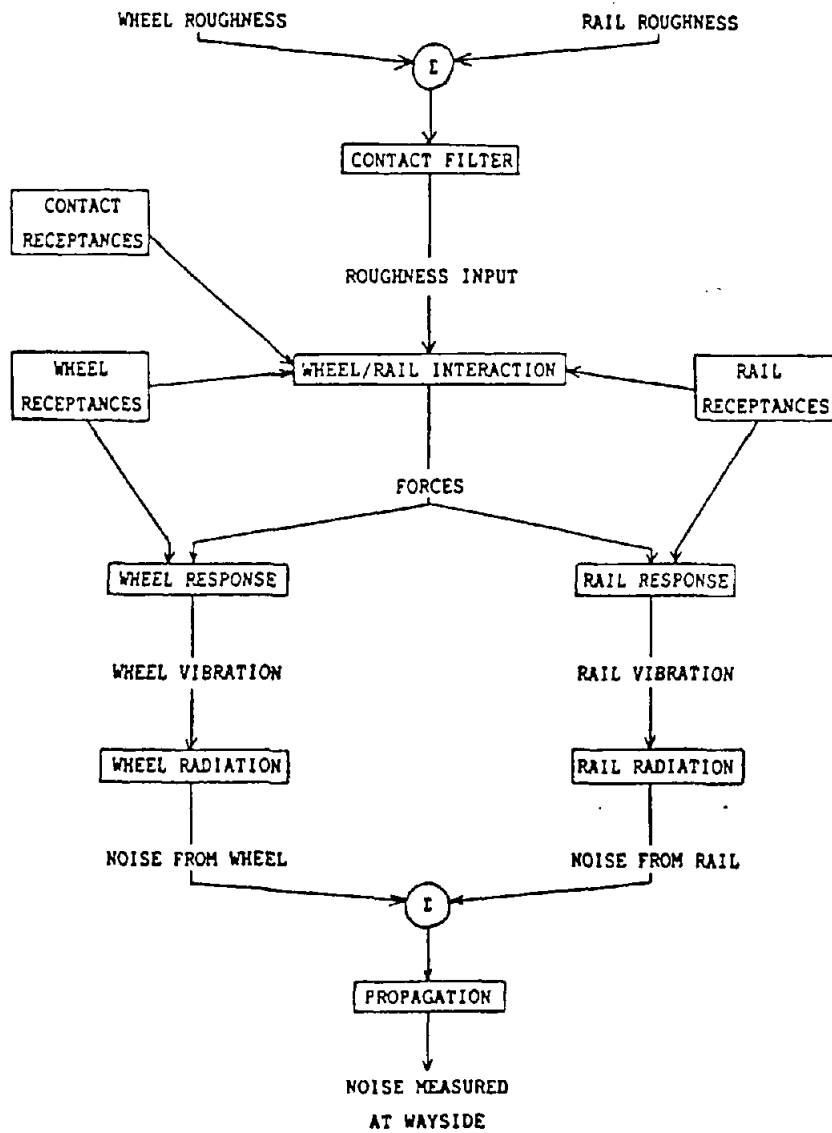 WHEEL ROUGHNESS
RAIL ROUGHNESS
Σ
CONTACT FILTER
CONTACT
RECEPTANCES
ROUGHNESS INPUT
WHEEL
RECEPTANCES
WHEEL/RAIL INTERACTION
RAIL
RECEPTANCES
FORCES
WHEEL RESPONSE
RAIL RESPONSE
WHEEL VIBRATION
RAIL VIBRATION
WHEEL RADIATION
RAIL RADIATION
NOISE FROM WHEEL
NOISE FROM RAIL
Σ
PROPAGATION
NOISE MEASURED
AT WAYSIDE